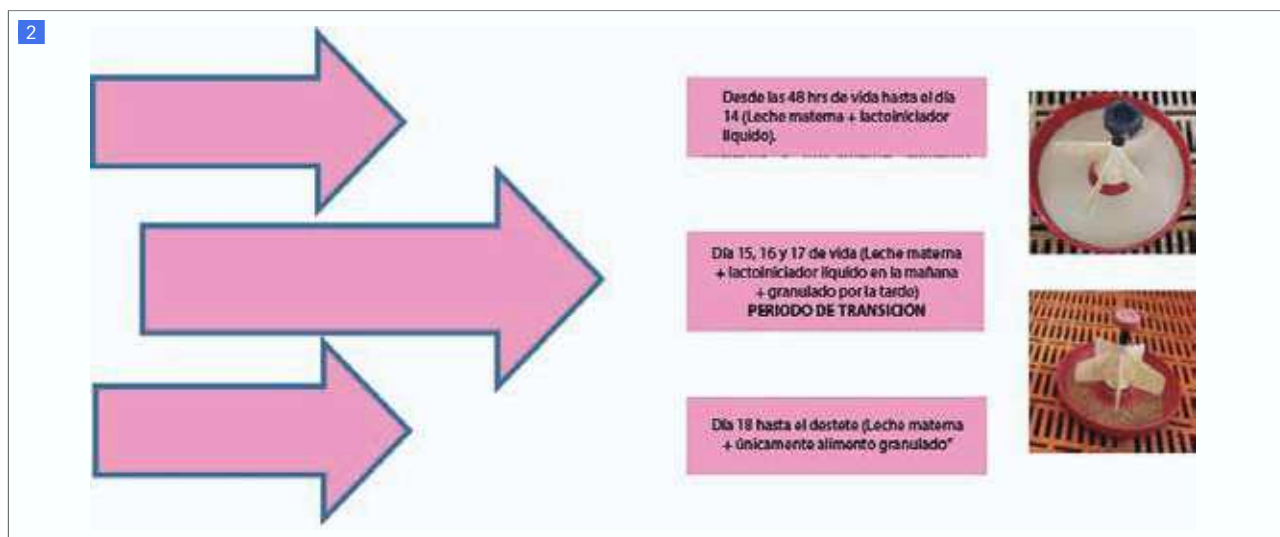 2
Desde las 48 hrs de vida hasta el día
14 (Leche materna + lactoiniciador
líquido).
Día 15, 16 y 17 de vida (Leche materna
+ lactoiniciador líquido en la mañana
+ granulado por la tarde)
PERIODO DE TRANSICIÓN
Día 18 hasta el destete (Leche materna
+ únicamente alimento granulado"